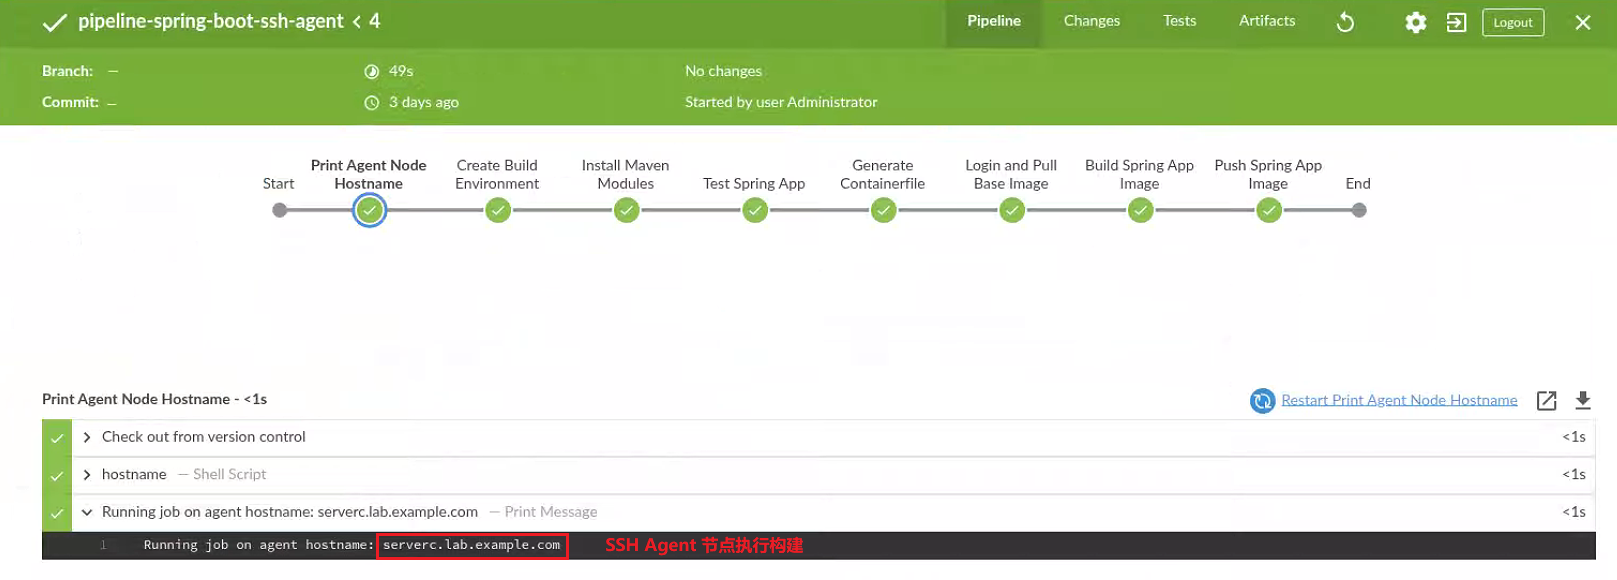 pipeline-spring-boot-ssh-agent < 4
Pipeline Changes Tests Artifacts Logout
Branch: — 49s No changes
Commit: — 3 days ago Started by user Administrator
Start
Print Agent Node
Hostname
Create Build
Environment
Install Maven
Modules
Test Spring App
Generate
Containerfile
Login and Pull
Base Image
Build Spring App
Image
Push Spring App
Image
End
Print Agent Node Hostname - <1s Restart Print Agent Node Hostname
Check out from version control <1s
hostname — Shell Script <1s
Running job on agent hostname: serverc.lab.example.com — Print Message <1s
1 Running job on agent hostname: serverc.lab.example.com SSH Agent 节点执行构建